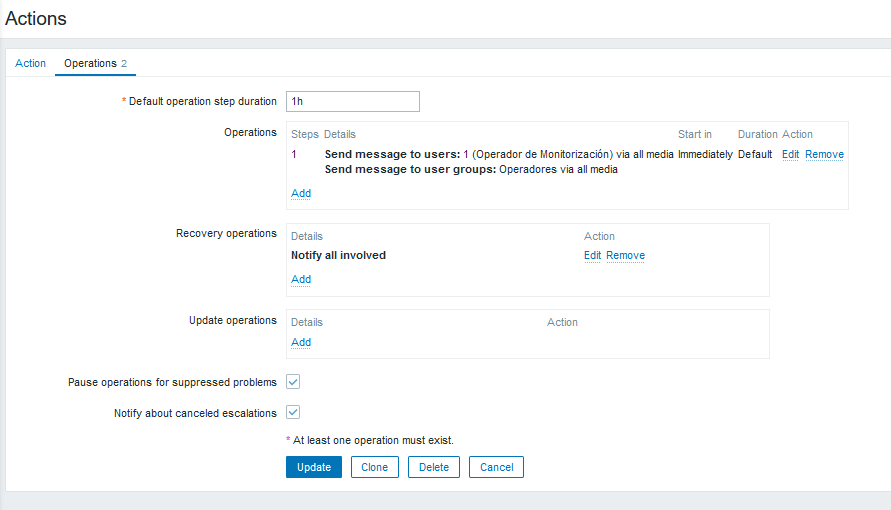 Actions
Action Operations 2
* Default operation step duration 1h
Operations Steps Details Start in Duration Action
1 Send message to users: 1 (Operador de Monitorización) via all media Immediately Default Edit Remove
Send message to user groups: Operadores via all media
Add
Recovery operations Details Action
Notify all involved Edit Remove
Add
Update operations Details Action
Add
Pause operations for suppressed problems
Notify about canceled escalations
* At least one operation must exist.
Update Clone Delete Cancel